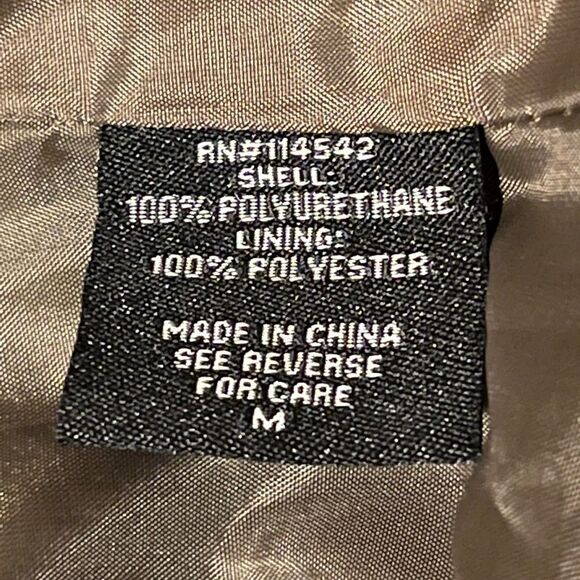 RN#114542
SHELL:
100% POLYURETHANE
LINING:
100% POLYESTER
MADE IN CHINA
SEE REVERSE
FOR CARE
M